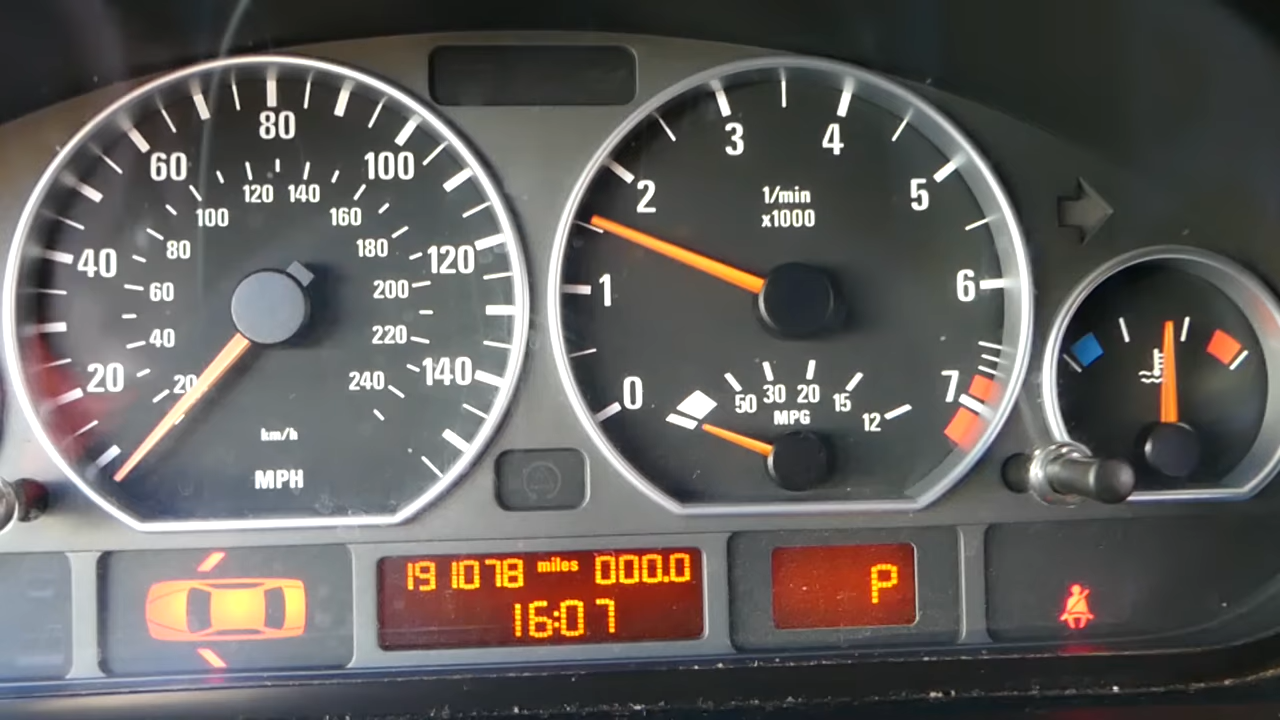 20 40 60 80 100 120 140
20 40 60 80 100 120 140 160 180 200 220 240
km/h
MPH
0 1 2 3 4 5 6 7
1/min
x1000
50 30 20 15 12
MPG
191078 miles 000.0
16:07
P